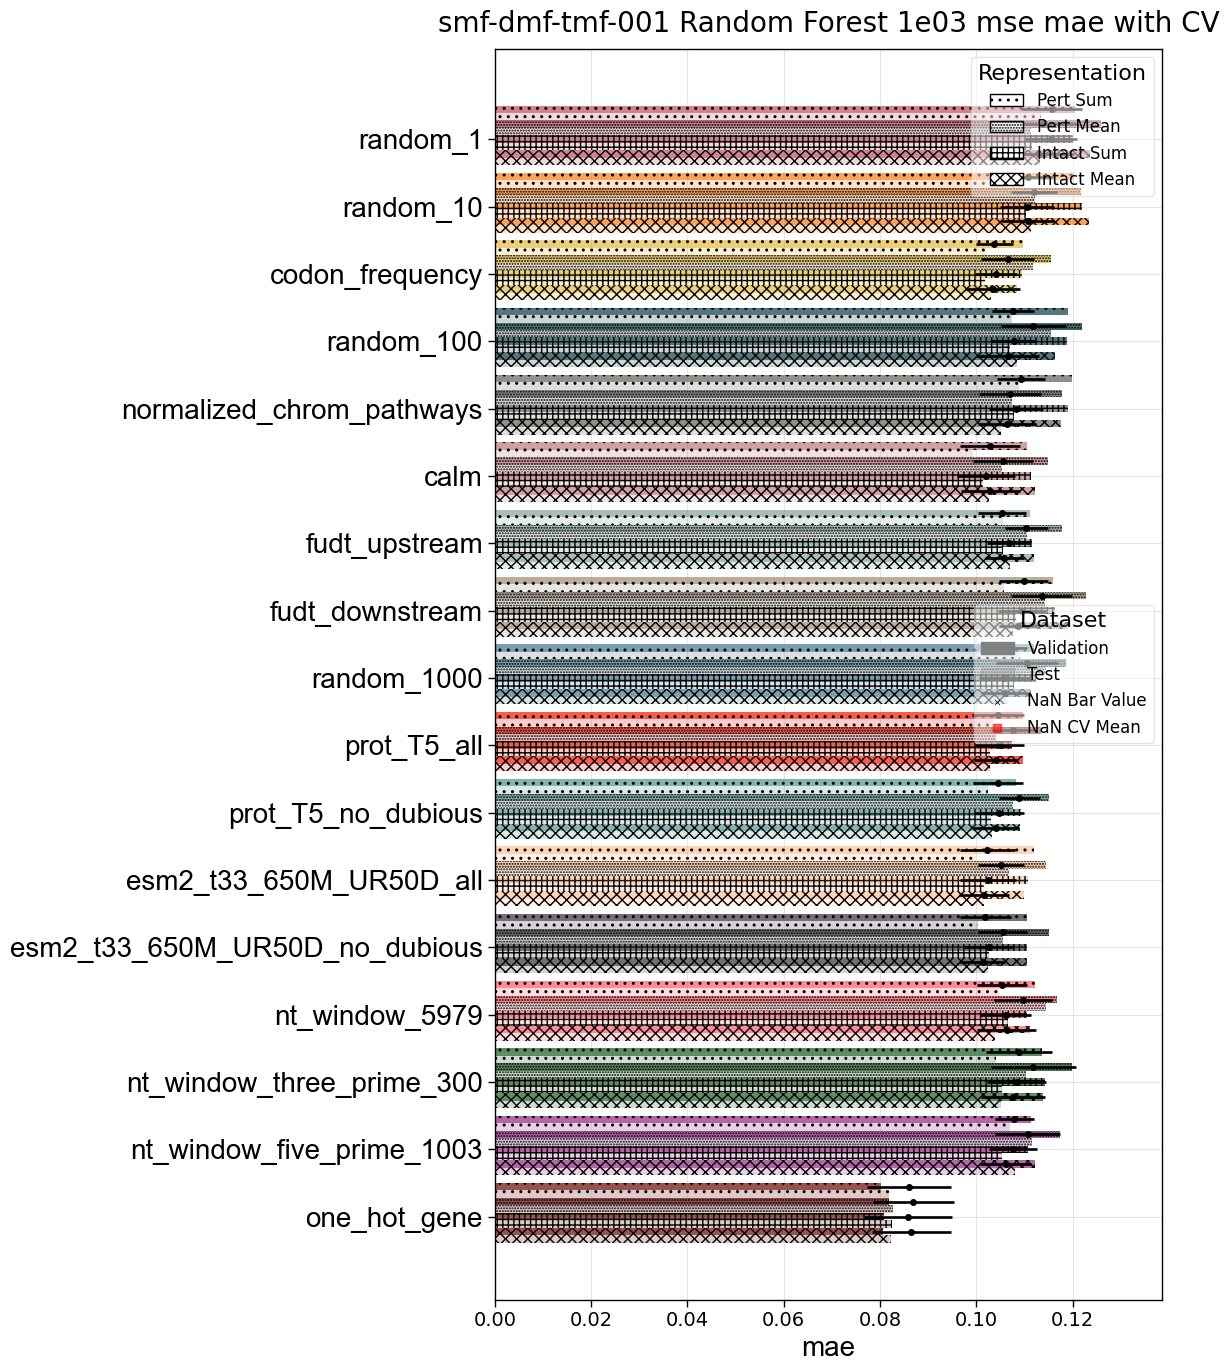 smf-dmf-tmf-001 Random Forest 1e03 mse mae with CV
Representation
Pert Sum
Pert Mean
Intact Sum
Intact Mean
random_1
random_10
codon_frequency
random_100
normalized_chrom_pathways
calm
fudt_upstream
fudt_downstream
Dataset
Validation
Test
NaN Bar Value
NaN CV Mean
random_1000
prot_T5_all
prot_T5_no_dubious
esm2_t33_650M_UR50D_all
esm2_t33_650M_UR50D_no_dubious
nt_window_5979
nt_window_three_prime_300
nt_window_five_prime_1003
one_hot_gene
0.00 0.02 0.04 0.06 0.08 0.10 0.12
mae